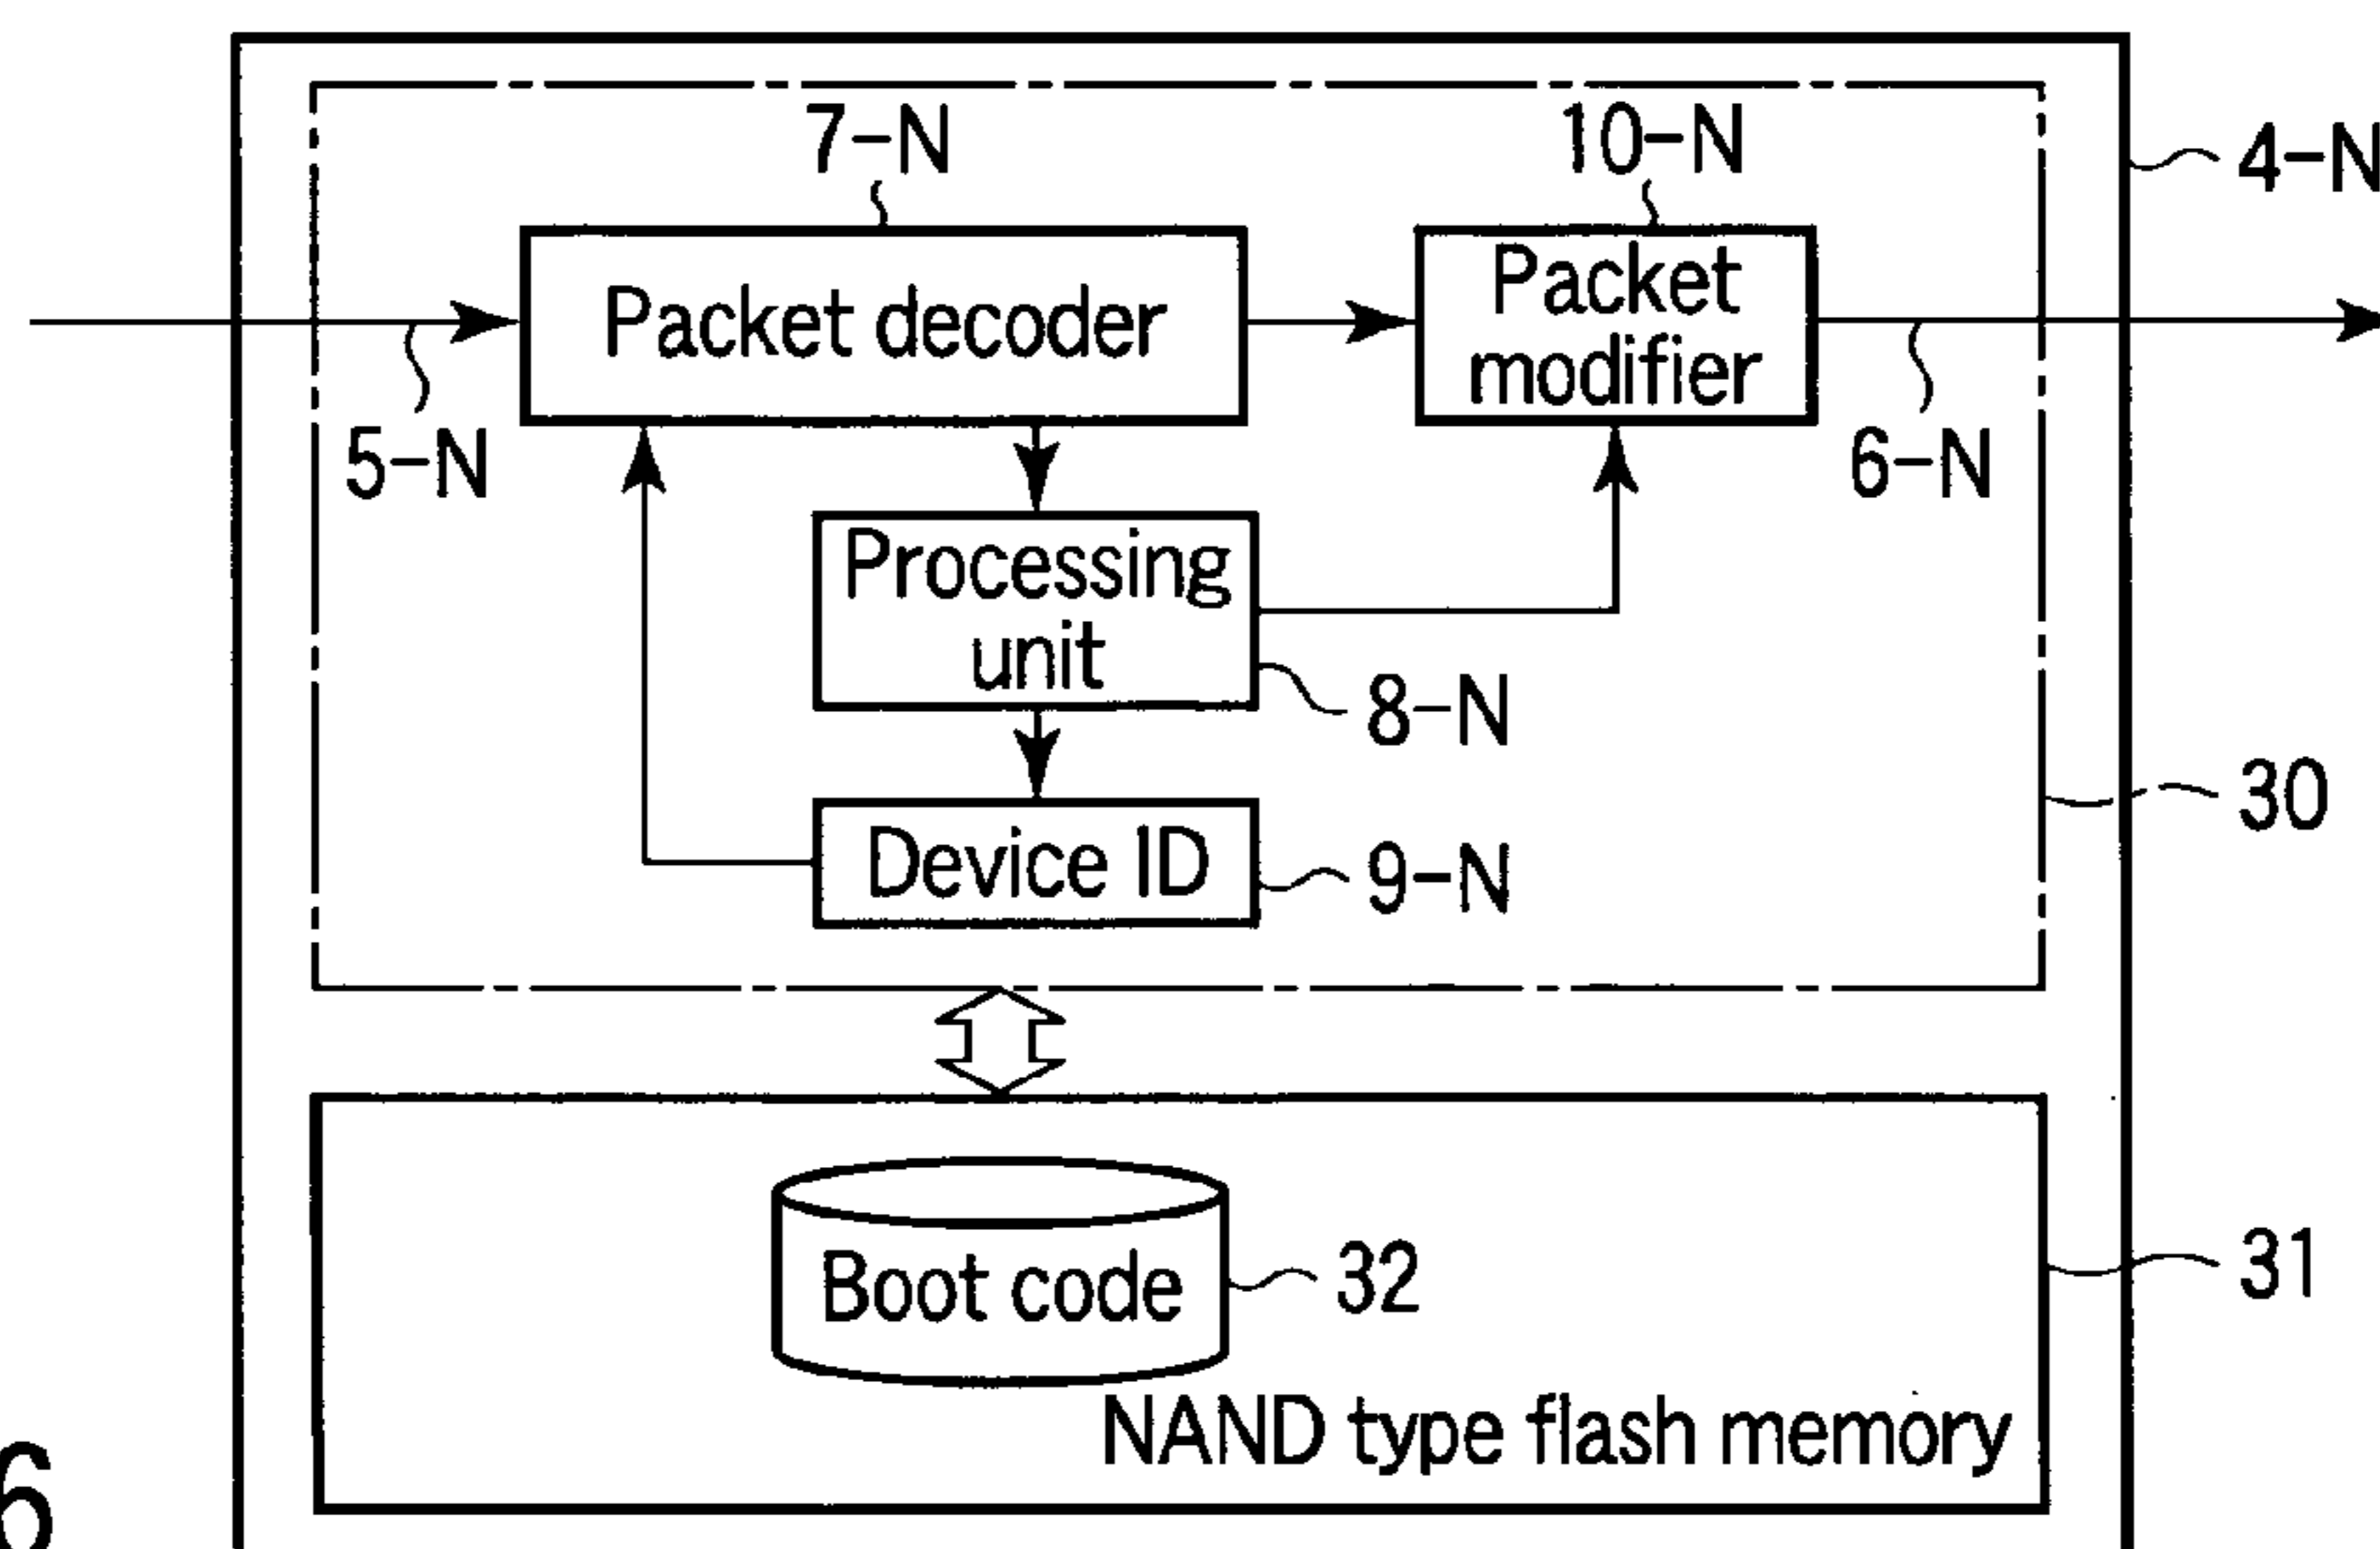 7-N
10-N
4-N
Packet decoder
Packet
modifier
5-N
6-N
Processing
unit
8-N
30
Device ID
9-N
31
Boot code
32
NAND type flash memory
6